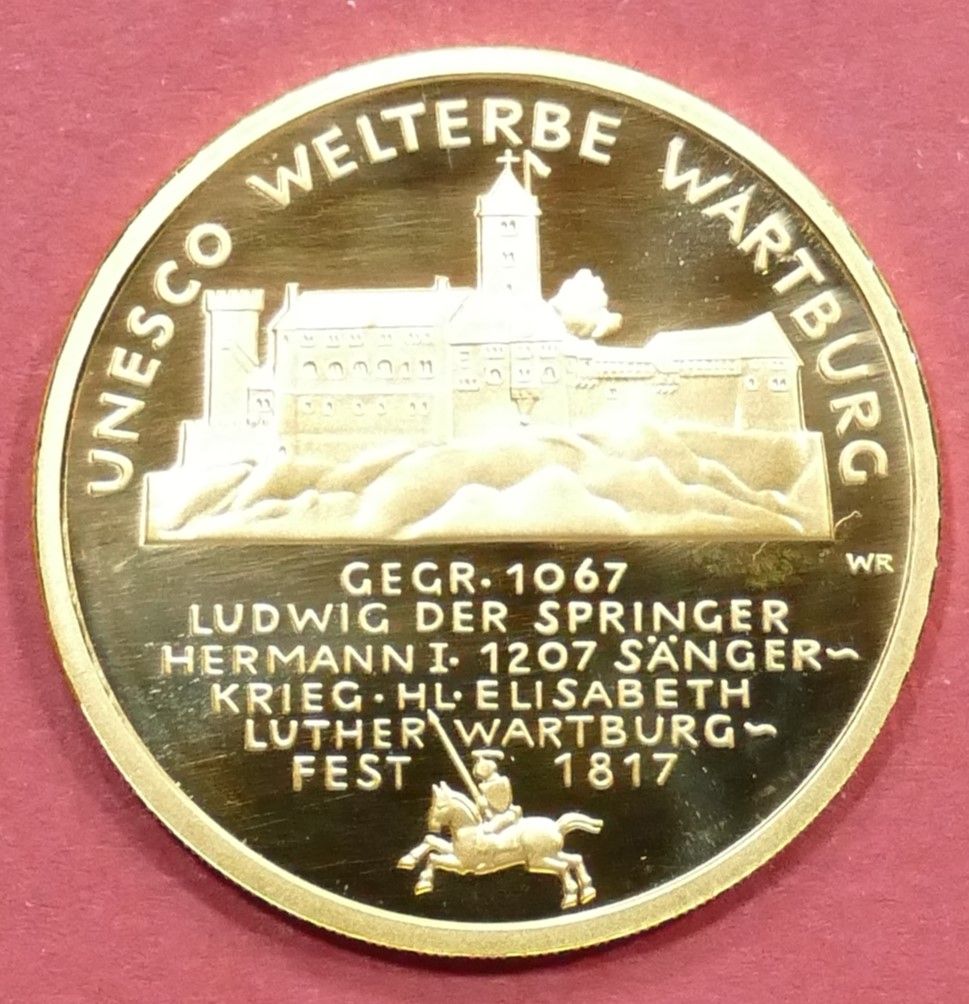 UNESCO WELTERBE WARTBURG
WR
GEGR· 1067
LUDWIG DER SPRINGER
HERMANN I· 1207 SÄNGER~
KRIEG · HL· ELISABETH
LUTHER WARTBURG~
FEST 1817